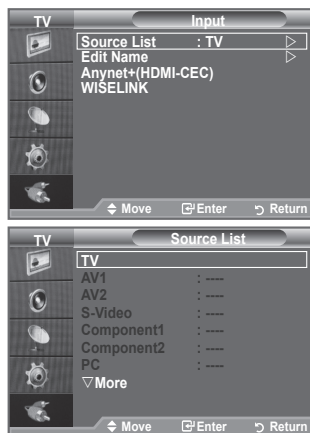 TV Input
Source List : TV ▷
Edit Name ▷
Anynet+(HDMI-CEC)
WISELINK
Move Enter Return
TV Source List
TV
AV1 : ----
AV2 : ----
S-Video : ----
Component1 : ----
Component2 : ----
PC : ----
▽More
Move Enter Return